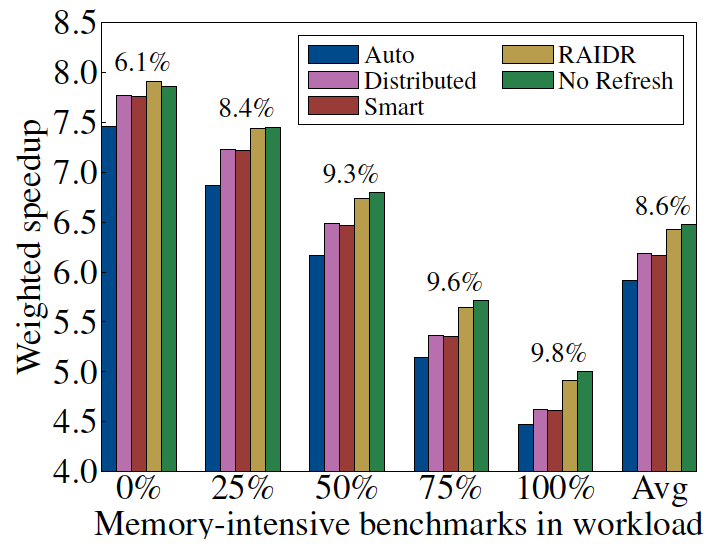 8.5
8.0
7.5
7.0
6.5
6.0
5.5
5.0
4.5
4.0
Weighted speedup
Auto
Distributed
Smart
RAIDR
No Refresh
6.1%
8.4%
9.3%
9.6%
9.8%
8.6%
0% 25% 50% 75% 100% Avg
Memory-intensive benchmarks in workload